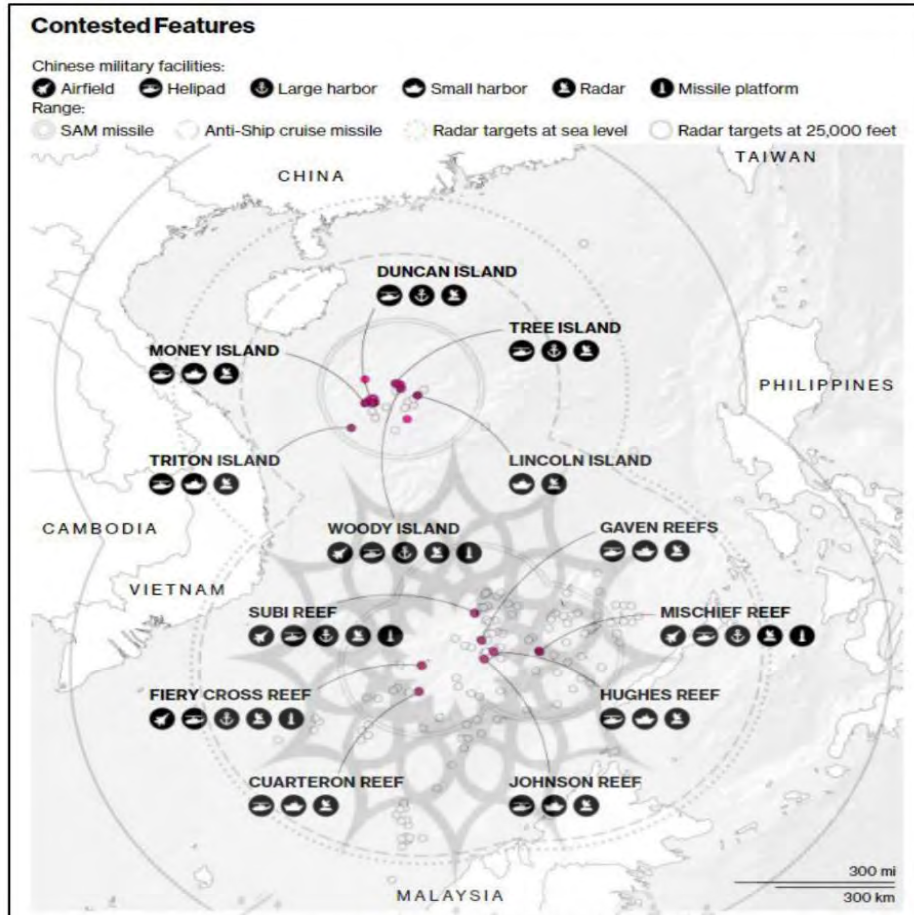 Contested Features
Chinese military facilities:
Airfield Helipad Large harbor Small harbor Radar Missile platform
Range:
SAM missile Anti-Ship cruise missile Radar targets at sea level Radar targets at 25,000 feet
TAIWAN
CHINA
DUNCAN ISLAND
TREE ISLAND
MONEY ISLAND
PHILIPPINES
TRITON ISLAND
LINCOLN ISLAND
CAMBODIA
WOODY ISLAND
GAVEN REEFS
VIETNAM
SUBI REEF
MISCHIEF REEF
FIERY CROSS REEF
HUGHES REEF
CUARTERON REEF
JOHNSON REEF
300 mi
300 km
MALAYSIA